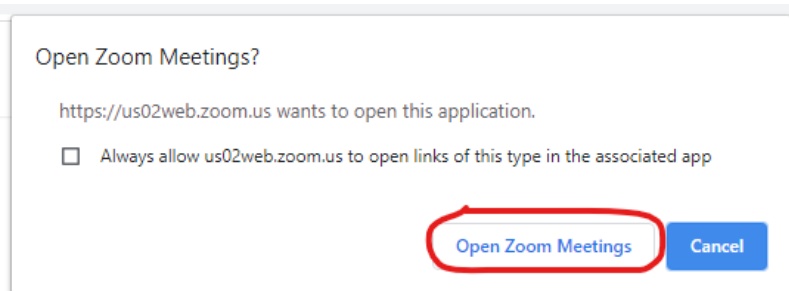 Open Zoom Meetings?
https://us02web.zoom.us wants to open this application.
Always allow us02web.zoom.us to open links of this type in the associated app
Open Zoom Meetings Cancel